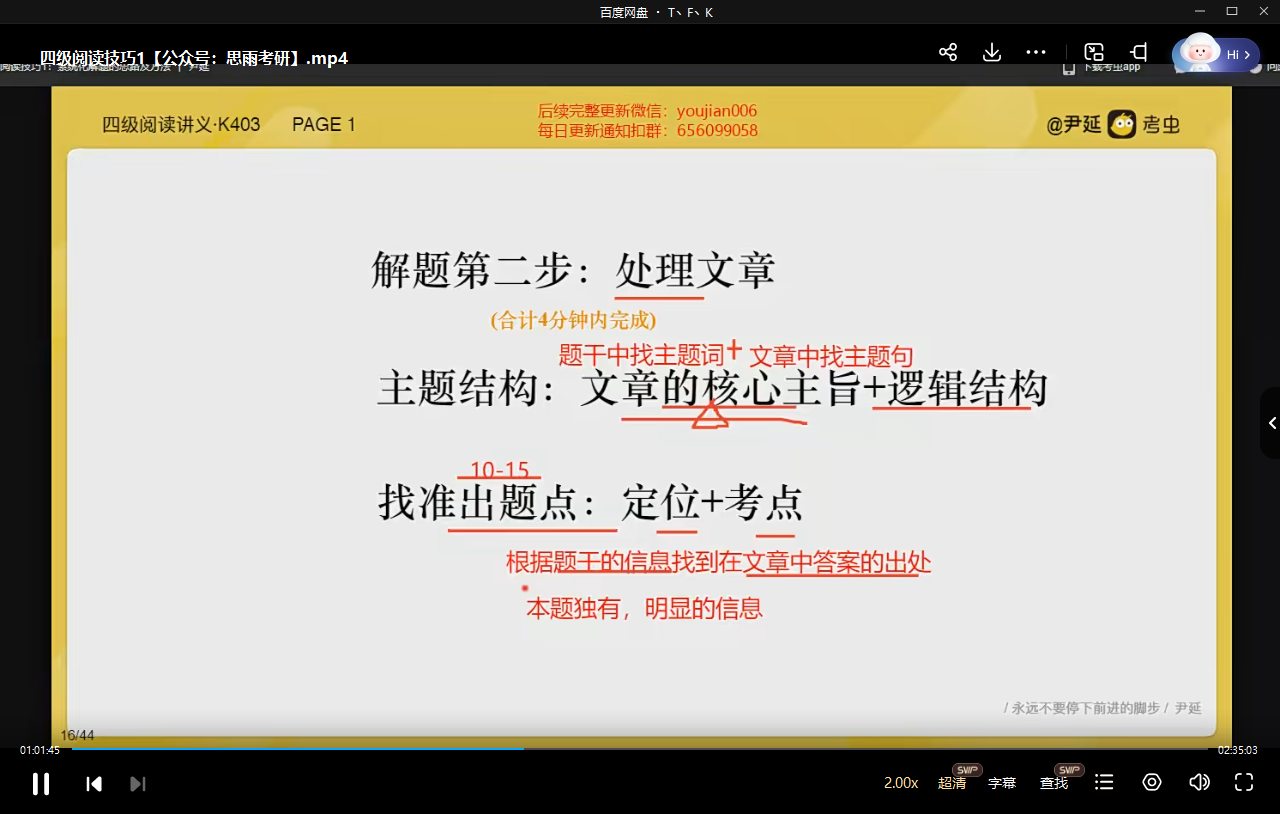 百度网盘 · T、F、K
四级阅读技巧1【公众号：思雨考研】.mp4
Hi
下载考虫app
四级阅读讲义·K403 PAGE 1
后续完整更新微信：youjian006
每日更新通知扣群：656099058
@尹延 考虫
解题第二步：处理文章
(合计4分钟内完成)
题干中找主题词+ 文章中找主题句
主题结构：文章的核心主旨+逻辑结构
10-15
找准出题点：定位+考点
根据题干的信息找到在文章中答案的出处
本题独有，明显的信息
/ 永远不要停下前进的脚步 / 尹延
16/44
01:01:45
02:35:03
2.00x 超清 SVIP 字幕 查找 SVIP